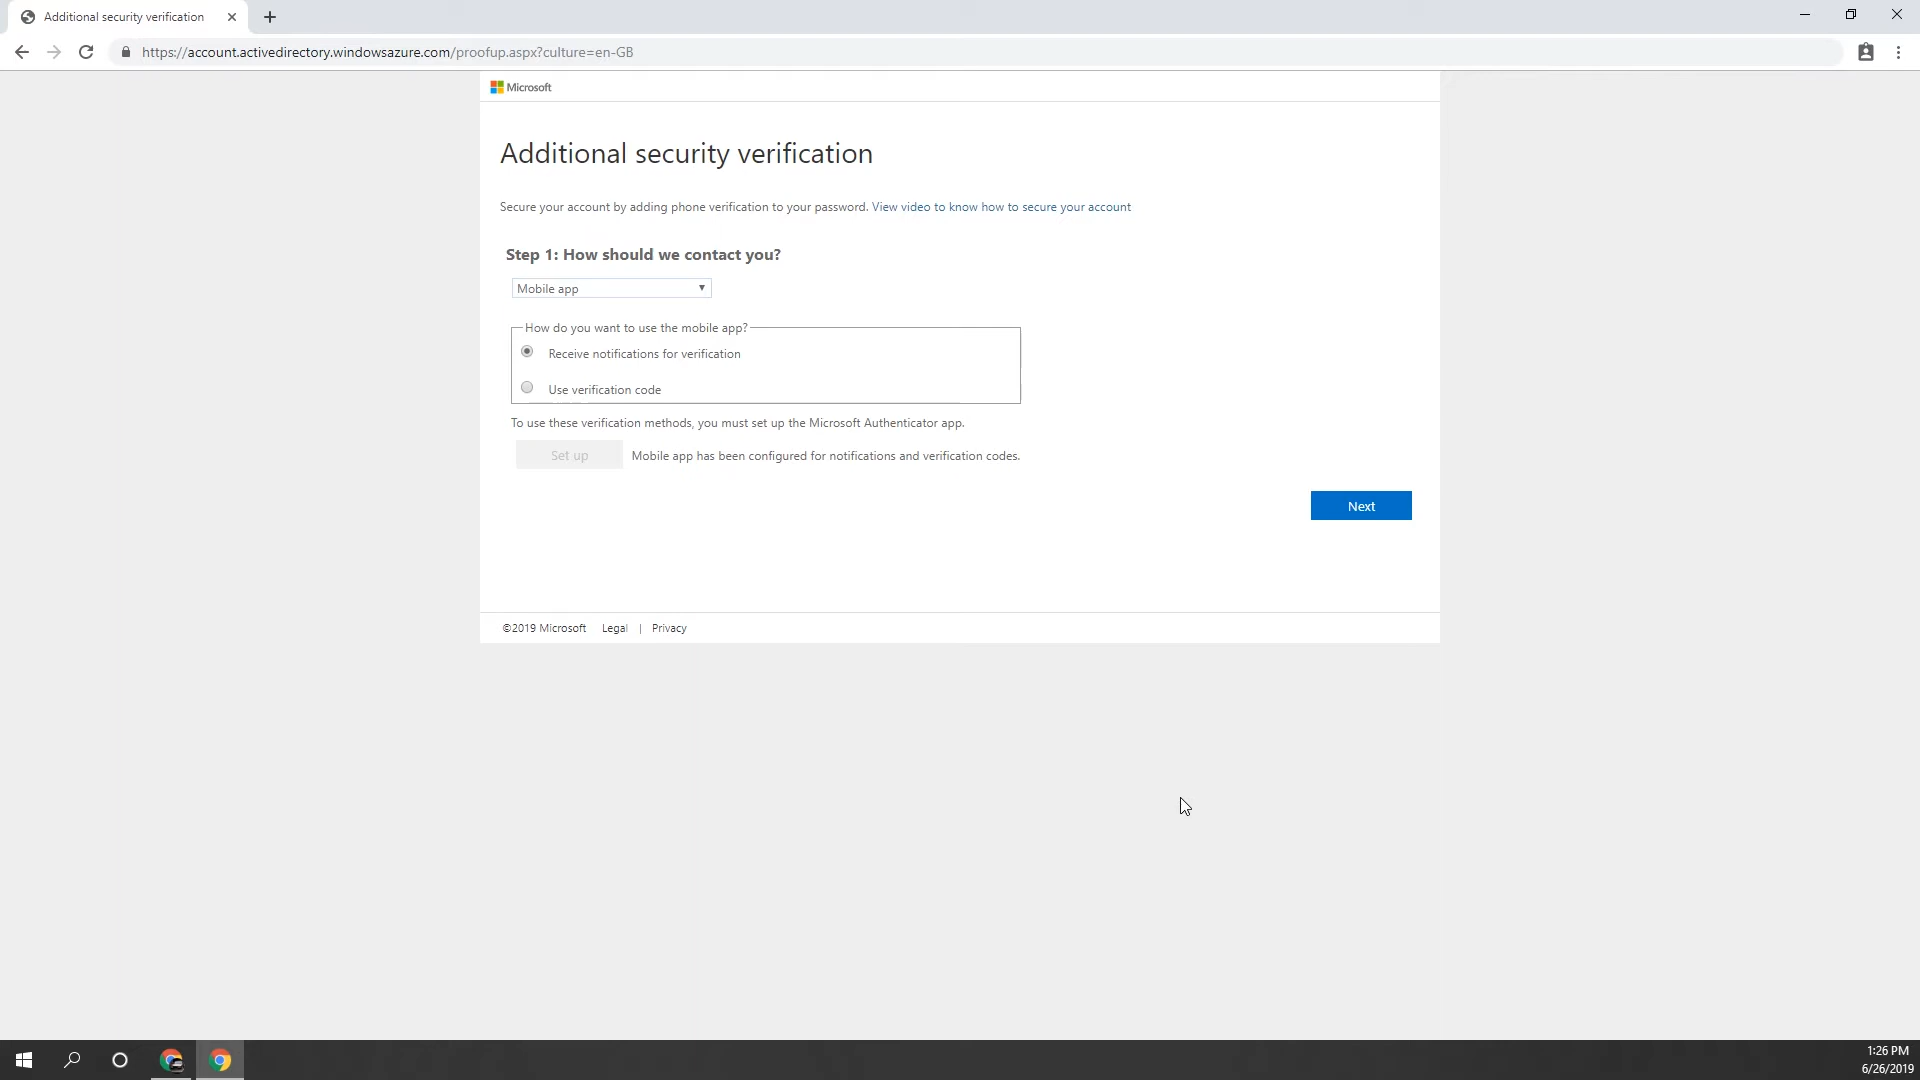 Additional security verification
https://account.activedirectory.windowsazure.com/proofup.aspx?culture=en-GB
Microsoft
Additional security verification
Secure your account by adding phone verification to your password. View video to know how to secure your account
Step 1: How should we contact you?
Mobile app
How do you want to use the mobile app?
Receive notifications for verification
Use verification code
To use these verification methods, you must set up the Microsoft Authenticator app.
Set up Mobile app has been configured for notifications and verification codes.
Next
©2019 Microsoft Legal | Privacy
1:26 PM
6/26/2019